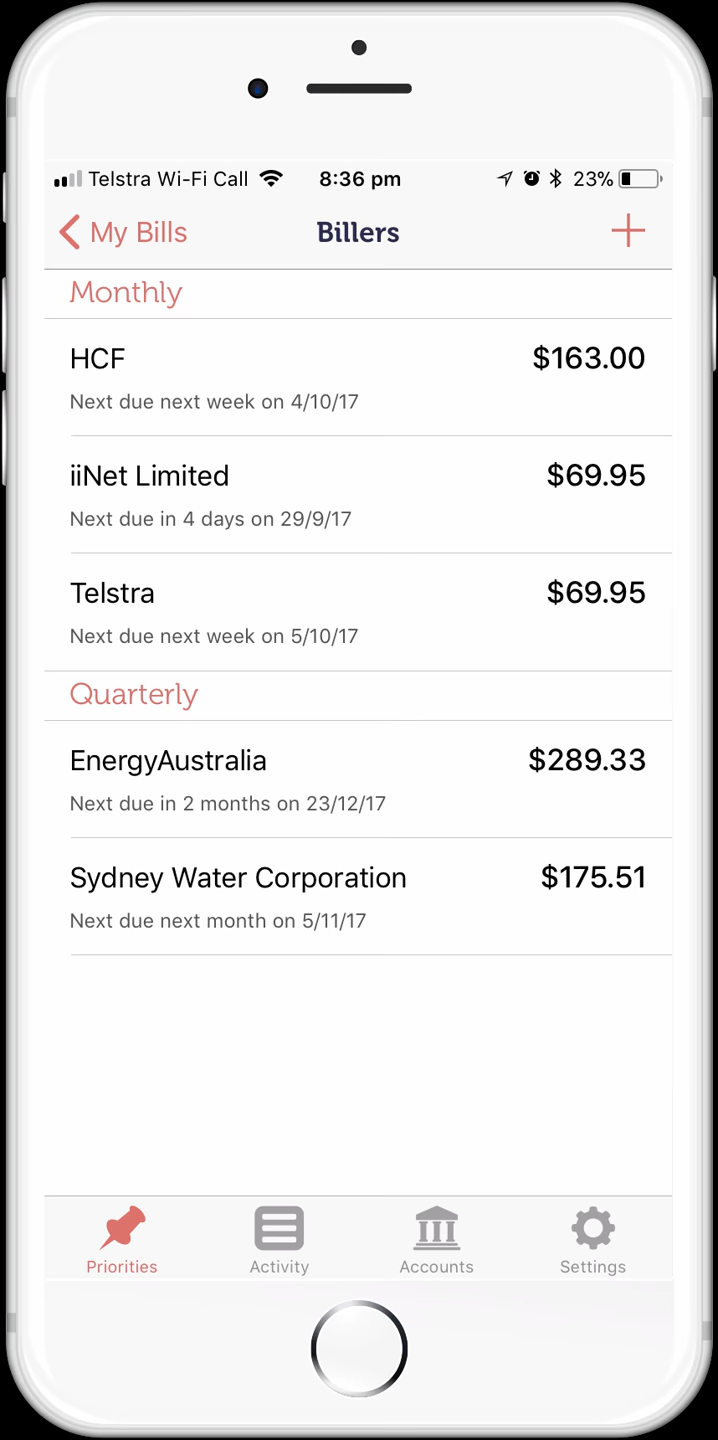 Telstra Wi-Fi Call 8:36 pm 23%
My Bills Billers
Monthly
HCF $163.00
Next due next week on 4/10/17
iiNet Limited $69.95
Next due in 4 days on 29/9/17
Telstra $69.95
Next due next week on 5/10/17
Quarterly
EnergyAustralia $289.33
Next due in 2 months on 23/12/17
Sydney Water Corporation $175.51
Next due next month on 5/11/17
Priorities Activity Accounts Settings